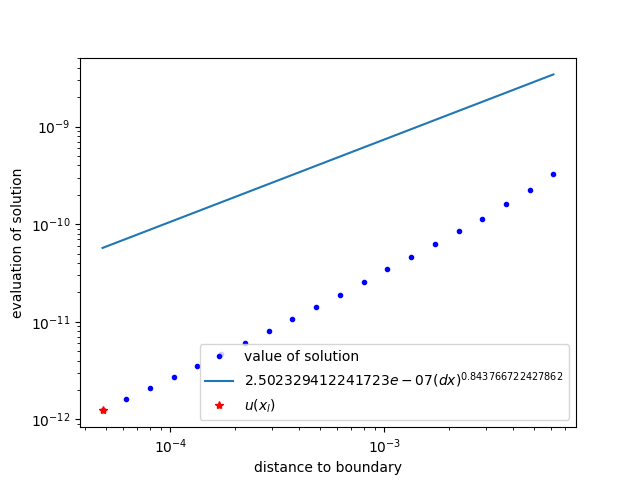 10⁻⁹
10⁻¹⁰
10⁻¹¹
10⁻¹²
evaluation of solution
value of solution
2.502329412241723e − 07(dx)^0.843766722427862
u(x_I)
10⁻⁴
10⁻³
distance to boundary